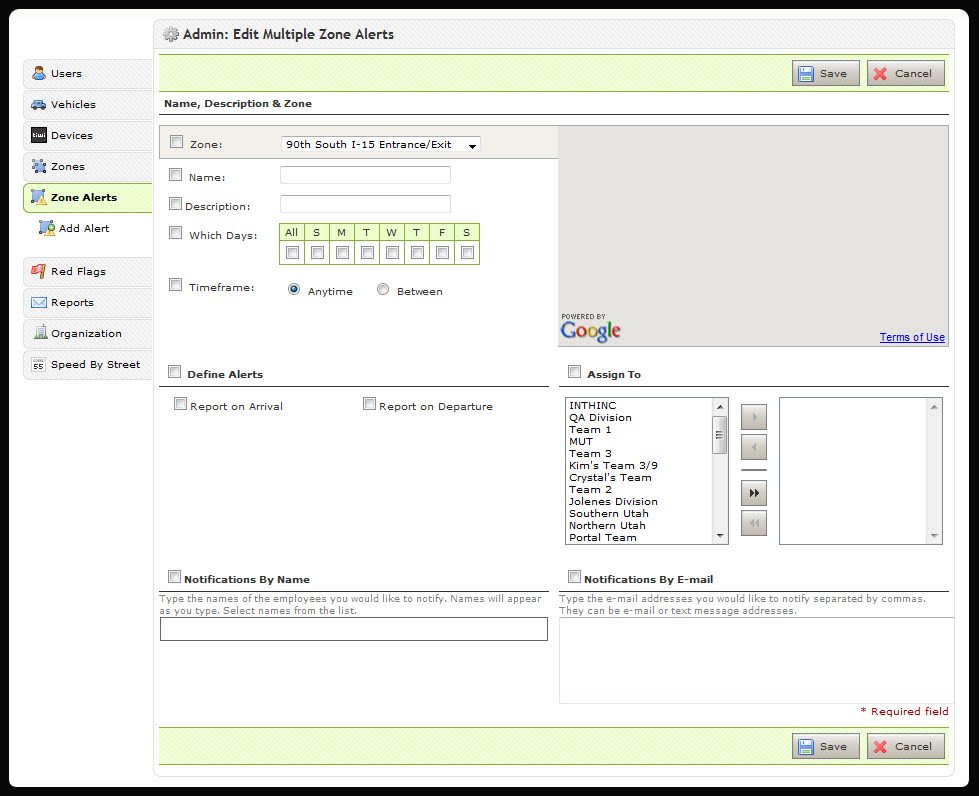 Admin: Edit Multiple Zone Alerts
Users
Vehicles
tiwi Devices
Zones
Zone Alerts
Add Alert
Red Flags
Reports
Organization
55 Speed By Street
Save Cancel
Name, Description & Zone
Zone: 90th South I-15 Entrance/Exit
Name:
Description:
Which Days: All S M T W T F S
Timeframe: Anytime Between
POWERED BY
Google
Terms of Use
Define Alerts
Report on Arrival Report on Departure
Assign To
INTHINC
QA Division
Team 1
MUT
Team 3
Kim's Team 3/9
Crystal's Team
Team 2
Jolenes Division
Southern Utah
Northern Utah
Portal Team
Notifications By Name
Type the names of the employees you would like to notify. Names will appear
as you type. Select names from the list.
Notifications By E-mail
Type the e-mail addresses you would like to notify separated by commas.
They can be e-mail or text message addresses.
* Required field
Save Cancel